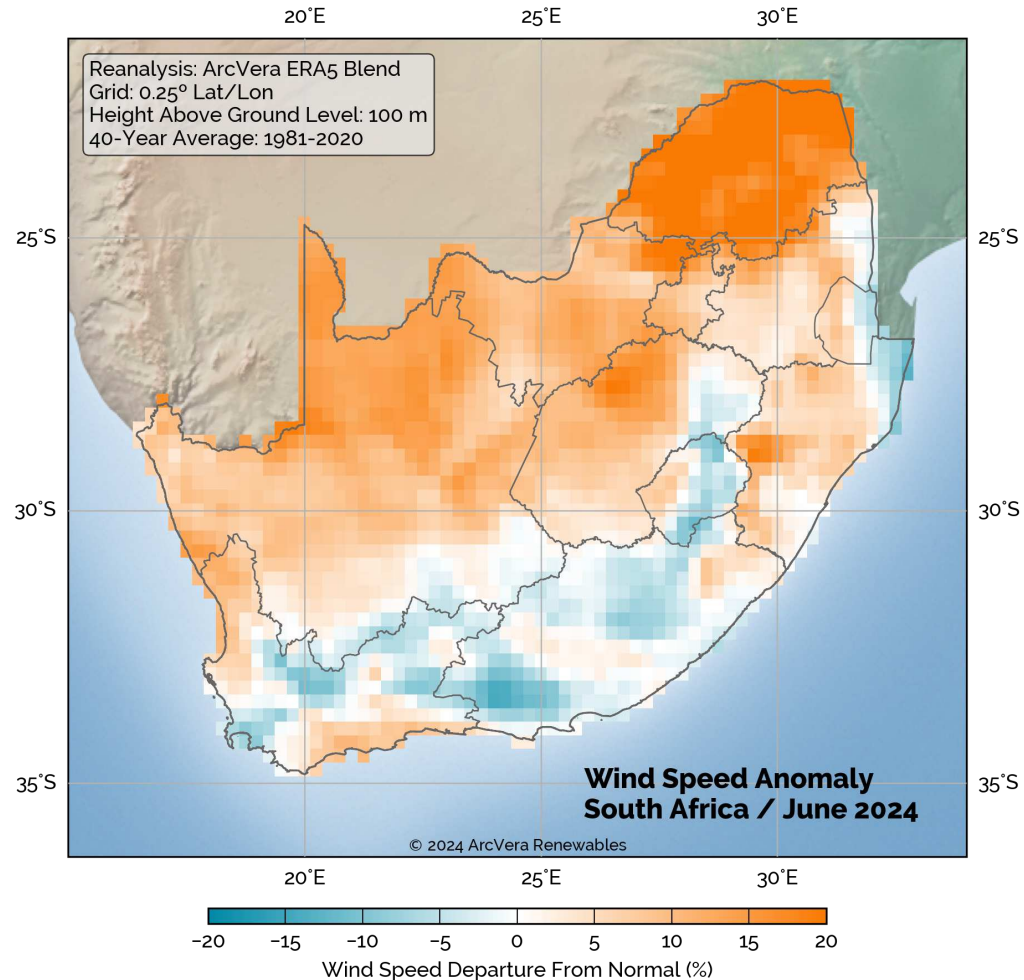 20°E 25°E 30°E
Reanalysis: ArcVera ERA5 Blend
Grid: 0.25º Lat/Lon
Height Above Ground Level: 100 m
40-Year Average: 1981-2020
25°S 25°S
30°S 30°S
35°S 35°S
Wind Speed Anomaly
South Africa / June 2024
© 2024 ArcVera Renewables
20°E 25°E 30°E
−20 −15 −10 −5 0 5 10 15 20
Wind Speed Departure From Normal (%)